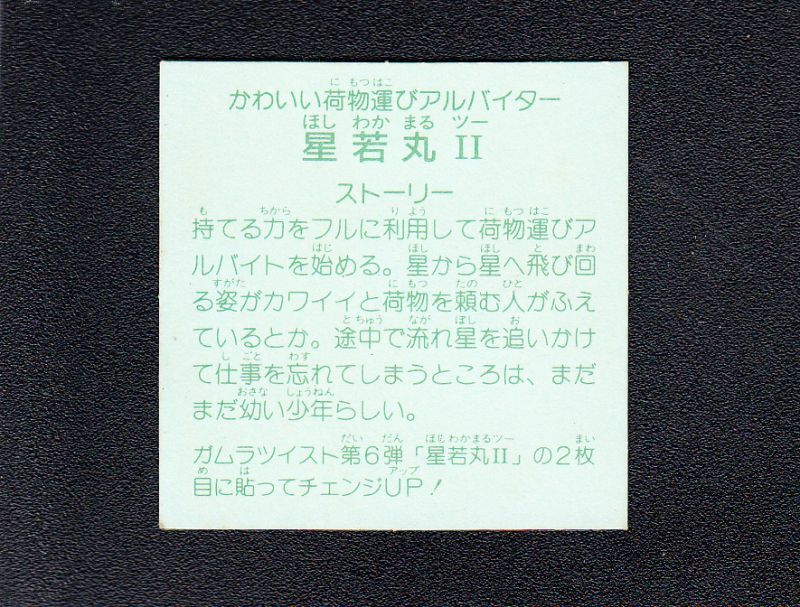 かわいい荷物運びアルバイター
星若丸II
ストーリー
持てる力をフルに利用して荷物運びア
ルバイトを始める。星から星へ飛び回
る姿がカワイイと荷物を頼む人がふえ
ているとか。途中で流れ星を追いかけ
て仕事を忘れてしまうところは、まだ
まだ幼い少年らしい。
ガムラツイスト第6弾「星若丸II」の2枚
目に貼ってチェンジUP!